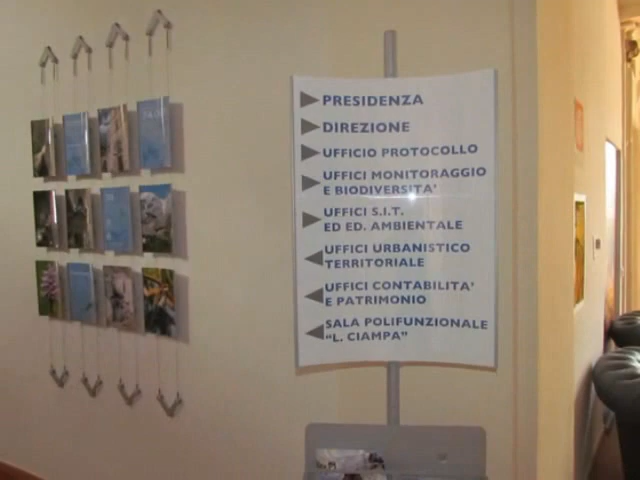 PRESIDENZA
DIREZIONE
UFFICIO PROTOCOLLO
UFFICI MONITORAGGIO
E BIODIVERSITA'
UFFICI S.I.T.
ED ED. AMBIENTALE
UFFICI URBANISTICO
TERRITORIALE
UFFICI CONTABILITA'
E PATRIMONIO
SALA POLIFUNZIONALE
"L. CIAMPA"